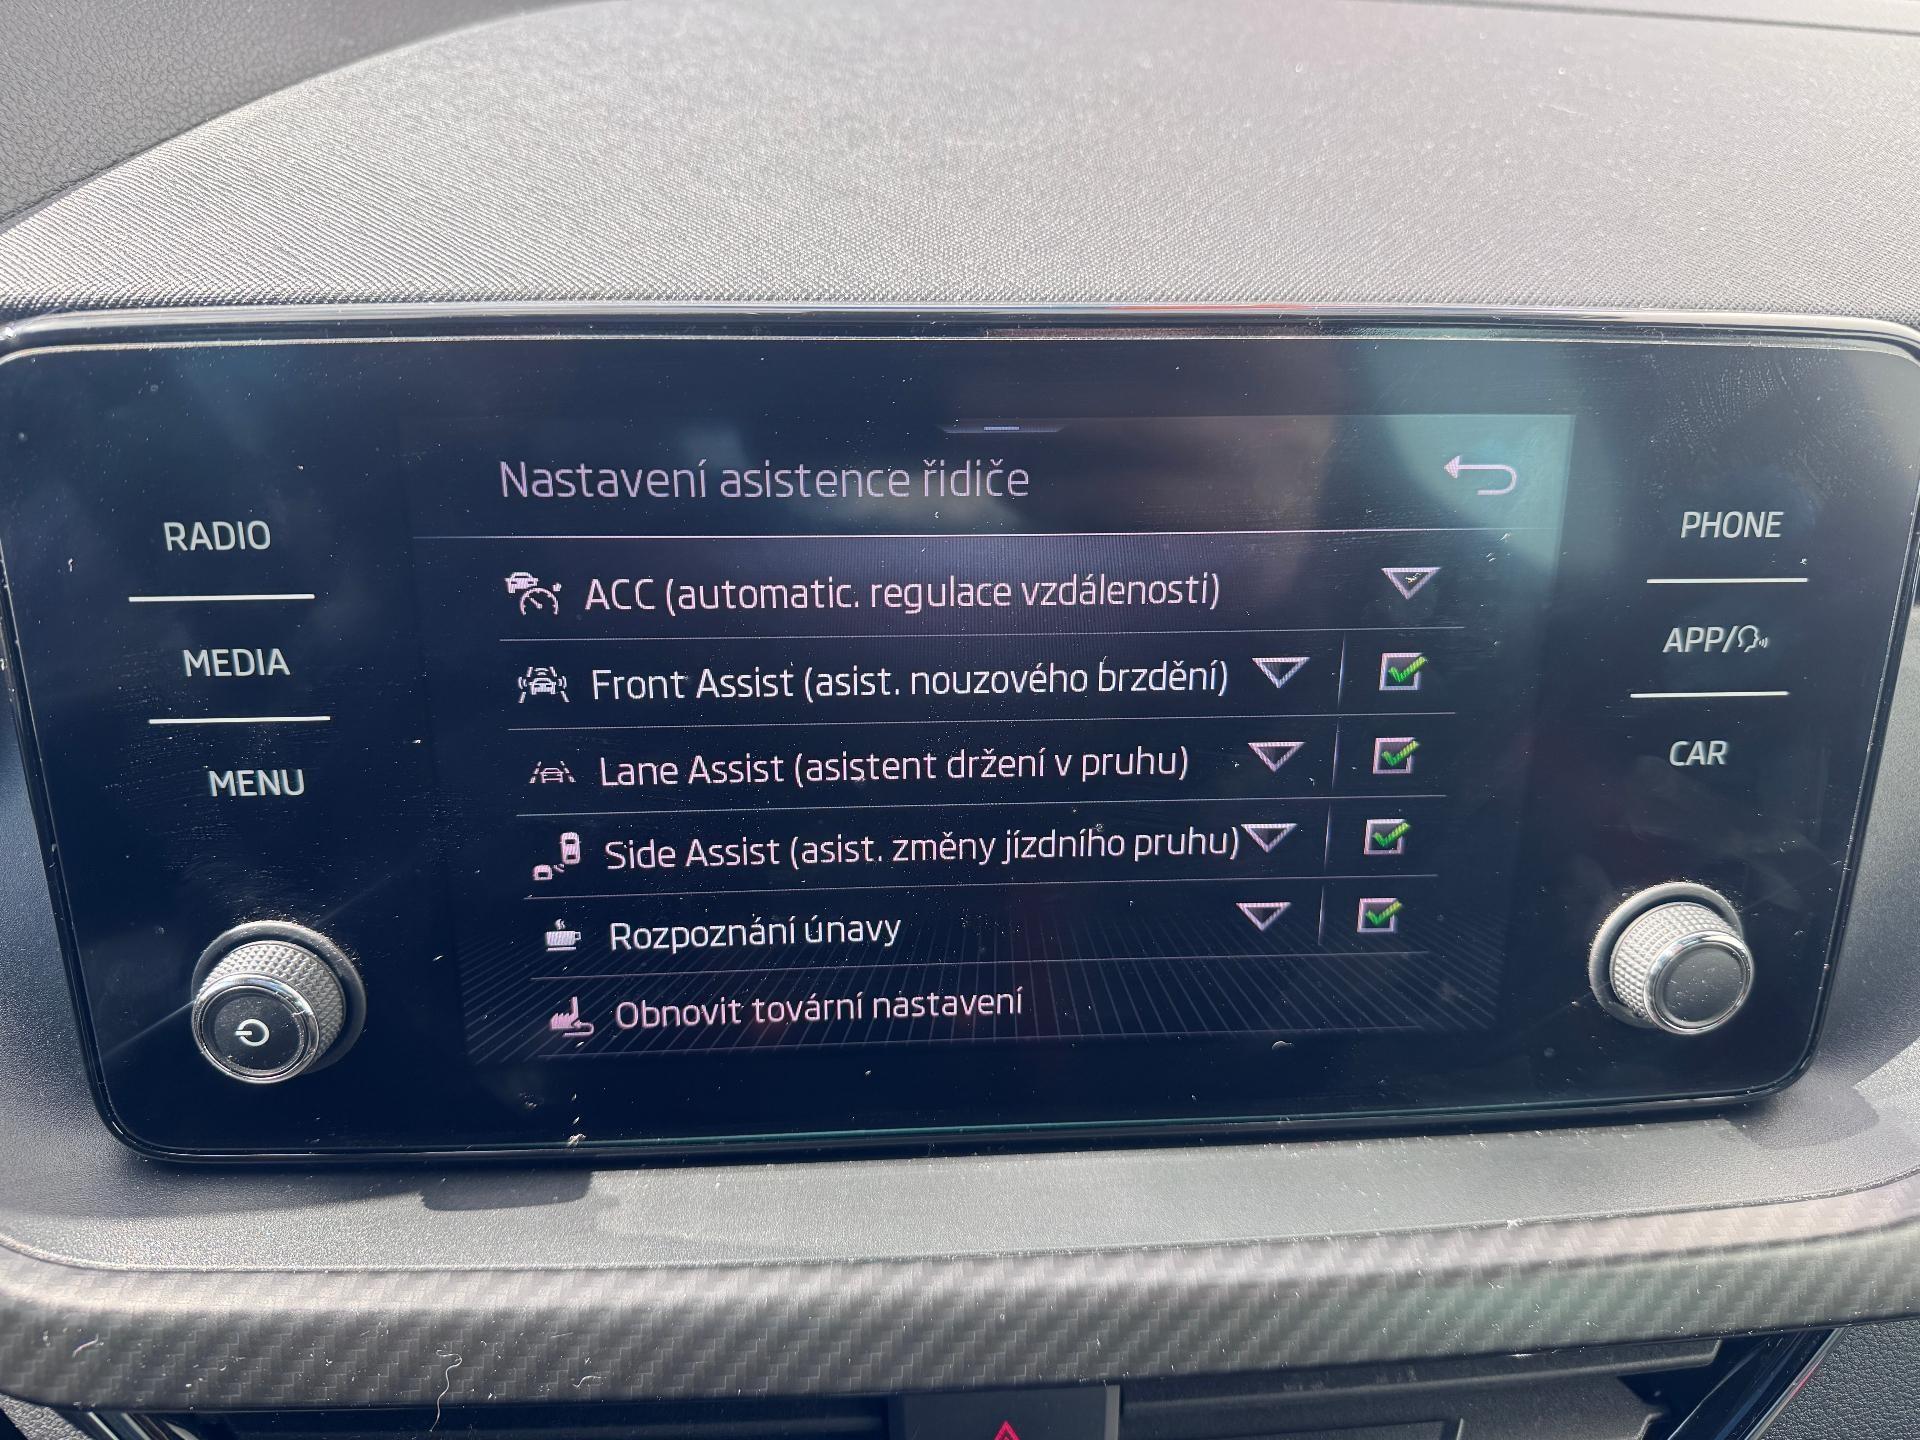 Nastavení asistence řidiče
RADIO
MEDIA
MENU
ACC (automatic. regulace vzdálenosti)
Front Assist (asist. nouzového brzdění)
Lane Assist (asistent držení v pruhu)
Side Assist (asist. změny jízdního pruhu)
Rozpoznání únavy
Obnovit tovární nastavení
PHONE
APP/
CAR